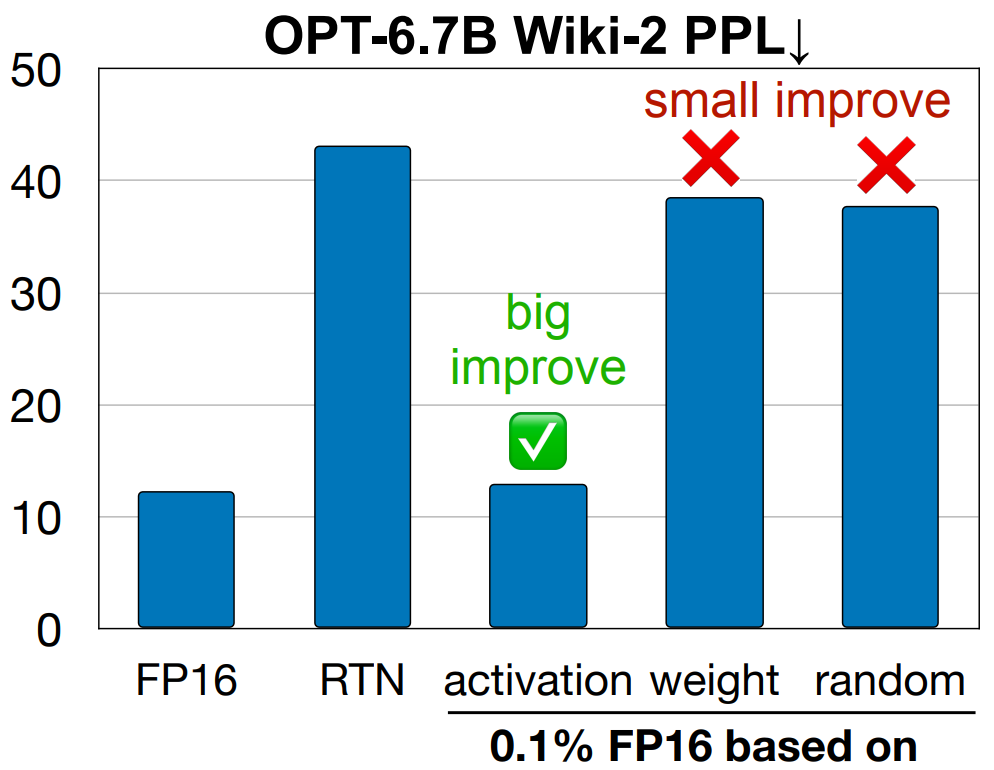 OPT-6.7B Wiki-2 PPL↓
50
small improve
40
30
big
improve
20
10
0
FP16 RTN activation weight random
0.1% FP16 based on